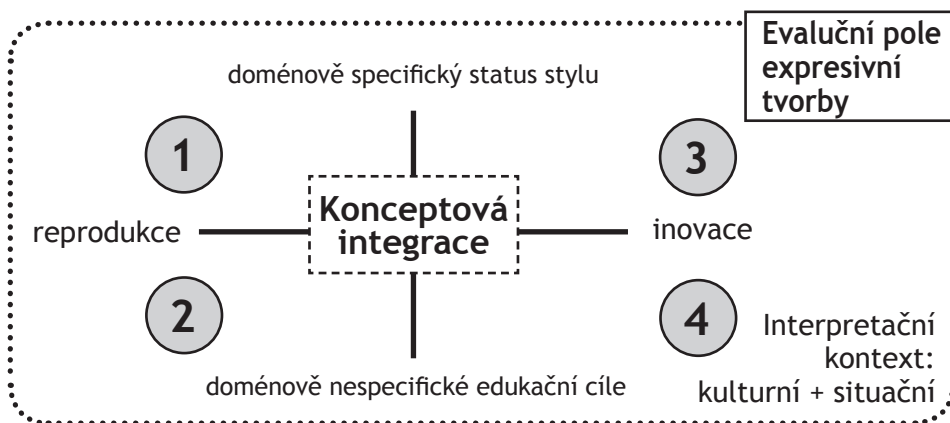 Evaluční pole
expresivní
tvorby
doménově specifický status stylu
1
3
reprodukce
Konceptová
integrace
inovace
2
4
Interpretační
kontext:
kulturní + situační
doménově nespecifické edukační cíle